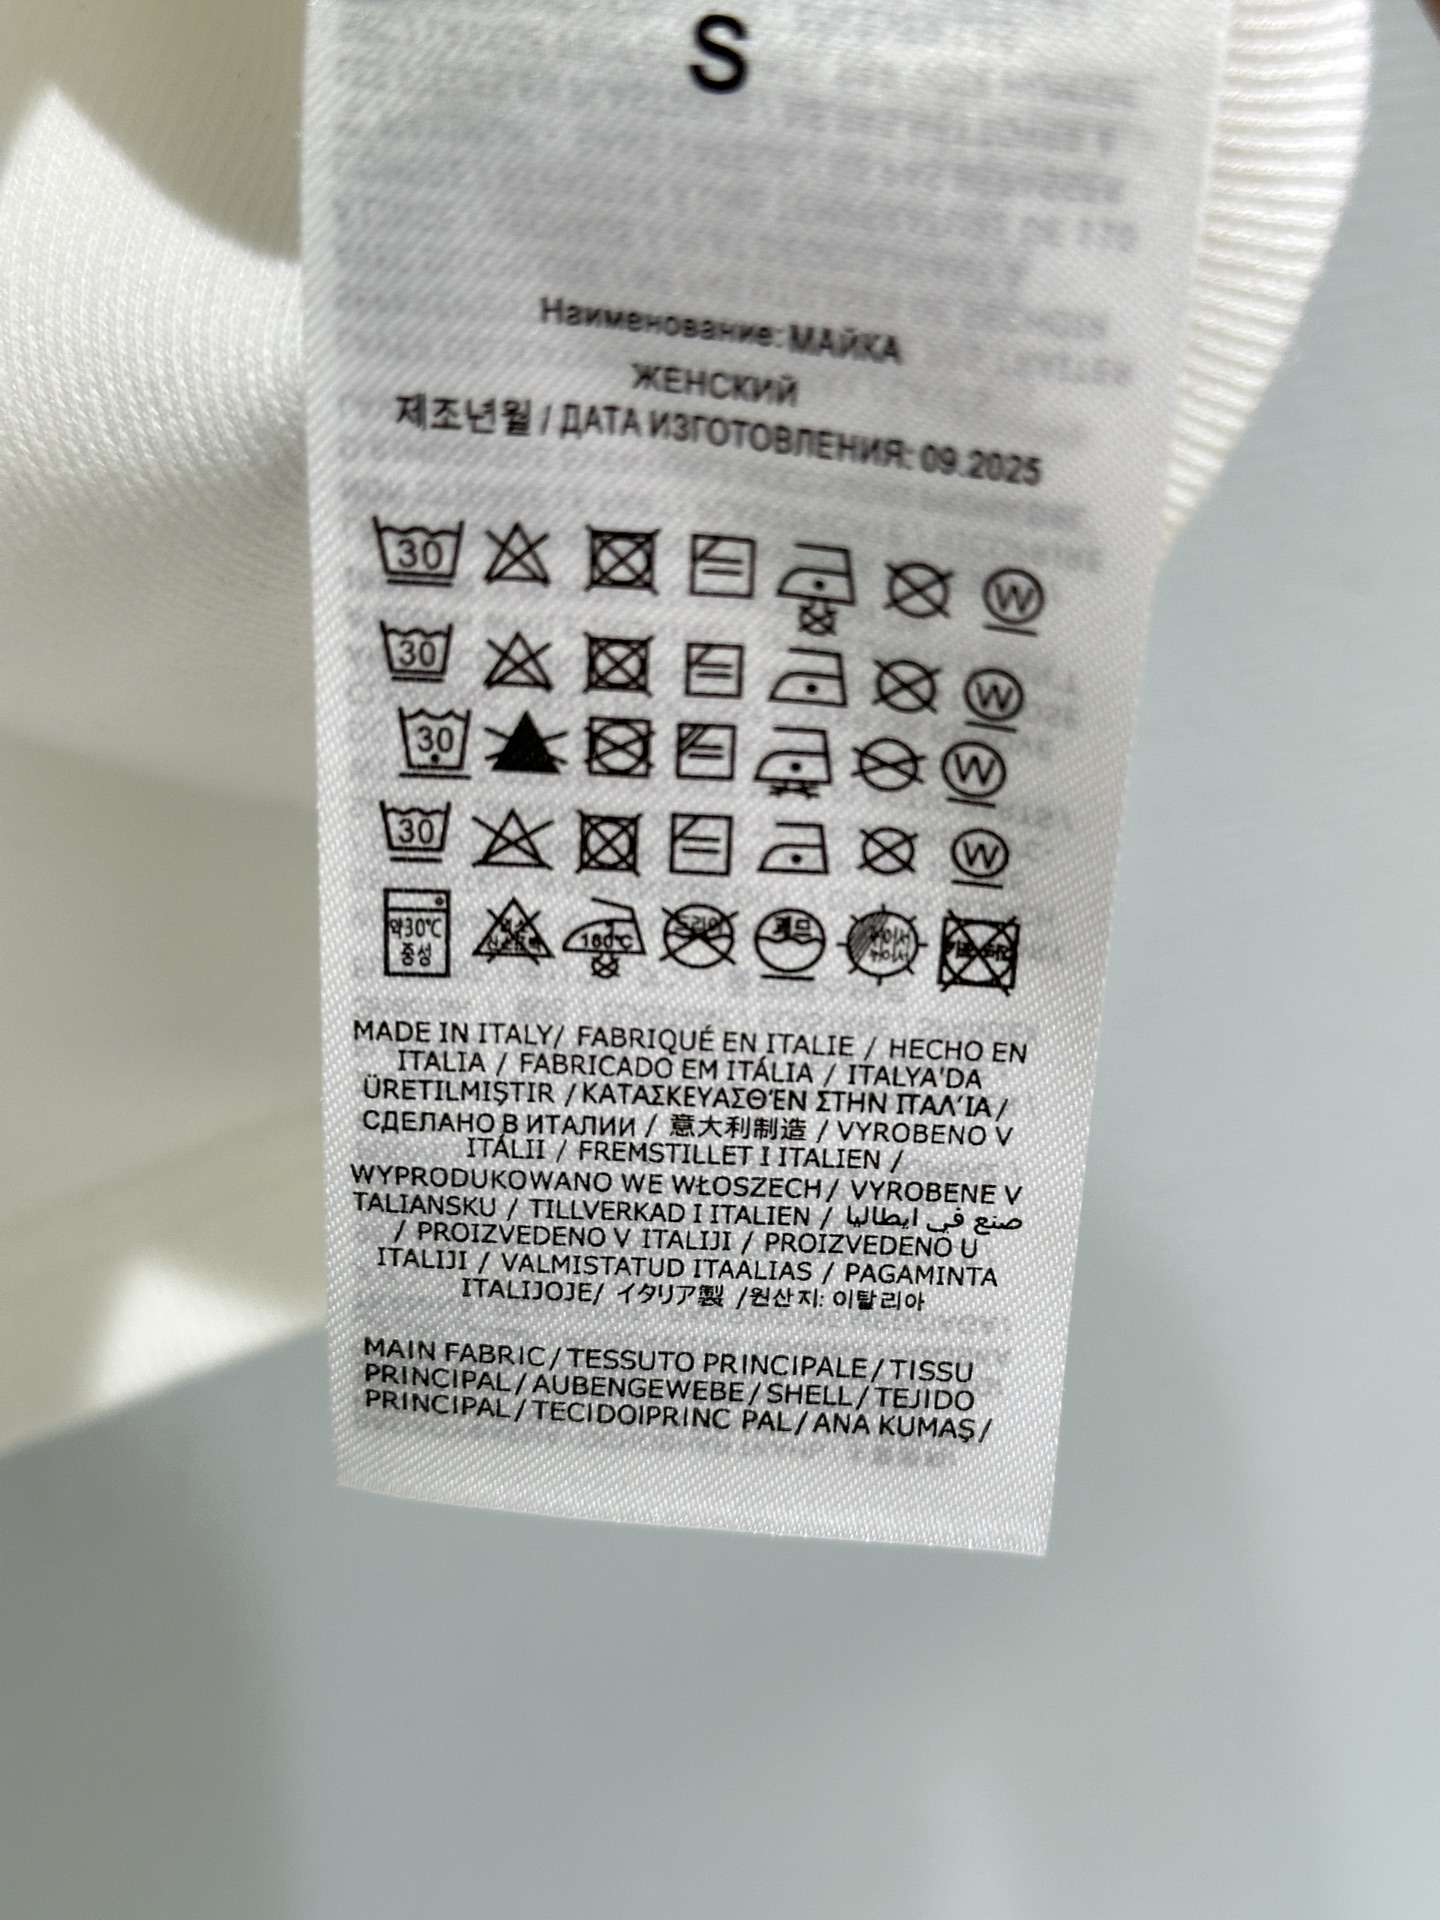 S
Наименование: МАЙКА
ЖЕНСКИЙ
제조년월 / ДАТА ИЗГОТОВЛЕНИЯ: 09.2025
30 W
30 W
30 W
30 W
약30℃ 중성 160℃
MADE IN ITALY/ FABRIQUÉ EN ITALIE / HECHO EN
ITALIA / FABRICADO EM ITÁLIA / ITALYA'DA
ÜRETILMIŞTIR / ΚΑΤΑΣΚΕΥΑΣΘ'ΕΝ ΣΤΗΝ ΙΤΑΛ'ΙΑ/
СДЕЛАНО В ИТАЛИИ / 意大利制造 / VYROBENO V
ITÁLII / FREMSTILLET I ITALIEN /
WYPRODUKOWANO WE WŁOSZECH/ VYROBENE V
TALIANSKU / TILLVERKAD I ITALIEN / صنع في ايطاليا
/ PROIZVEDENO V ITALIJI / PROIZVEDENO U
ITALIJI / VALMISTATUD ITAALIAS / PAGAMINTA
ITALIJOJE/ イタリア製 /원산지: 이탈리아
MAIN FABRIC/TESSUTO PRINCIPALE/TISSU
PRINCIPAL/AUBENGEWEBE/SHELL/TEJIDO
PRINCIPAL/TECIDOIPRINC PAL/ANA KUMAŞ/